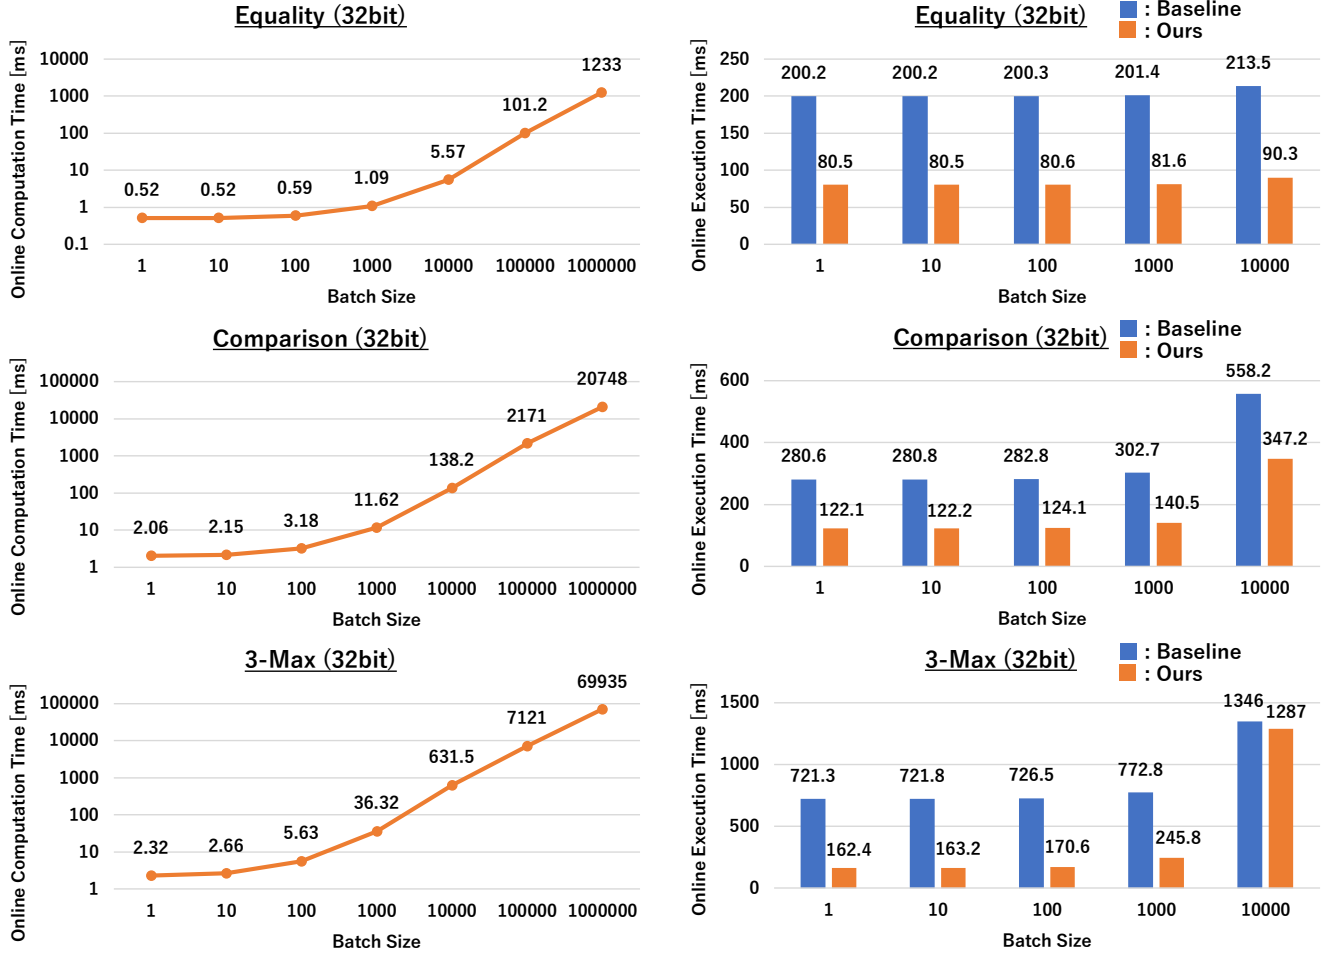 Equality (32bit)
Online Computation Time [ms]
10000
1000
100
10
1
0.1
0.52
0.52
0.59
1.09
5.57
101.2
1233
1 10 100 1000 10000 100000 1000000
Batch Size
Equality (32bit)
: Baseline
: Ours
Online Execution Time [ms]
250
200
150
100
50
0
200.2 200.2 200.3 201.4 213.5
80.5 80.5 80.6 81.6 90.3
1 10 100 1000 10000
Batch Size
Comparison (32bit)
Online Computation Time [ms]
100000
10000
1000
100
10
1
2.06
2.15
3.18
11.62
138.2
2171
20748
1 10 100 1000 10000 100000 1000000
Batch Size
Comparison (32bit)
: Baseline
: Ours
Online Execution Time [ms]
600
400
200
0
280.6 280.8 282.8 302.7 558.2
122.1 122.2 124.1 140.5 347.2
1 10 100 1000 10000
Batch Size
3-Max (32bit)
Online Computation Time [ms]
100000
10000
1000
100
10
1
2.32
2.66
5.63
36.32
631.5
7121
69935
1 10 100 1000 10000 100000 1000000
Batch Size
3-Max (32bit)
: Baseline
: Ours
Online Execution Time [ms]
1500
1000
500
0
721.3 721.8 726.5 772.8 1346
162.4 163.2 170.6 245.8 1287
1 10 100 1000 10000
Batch Size